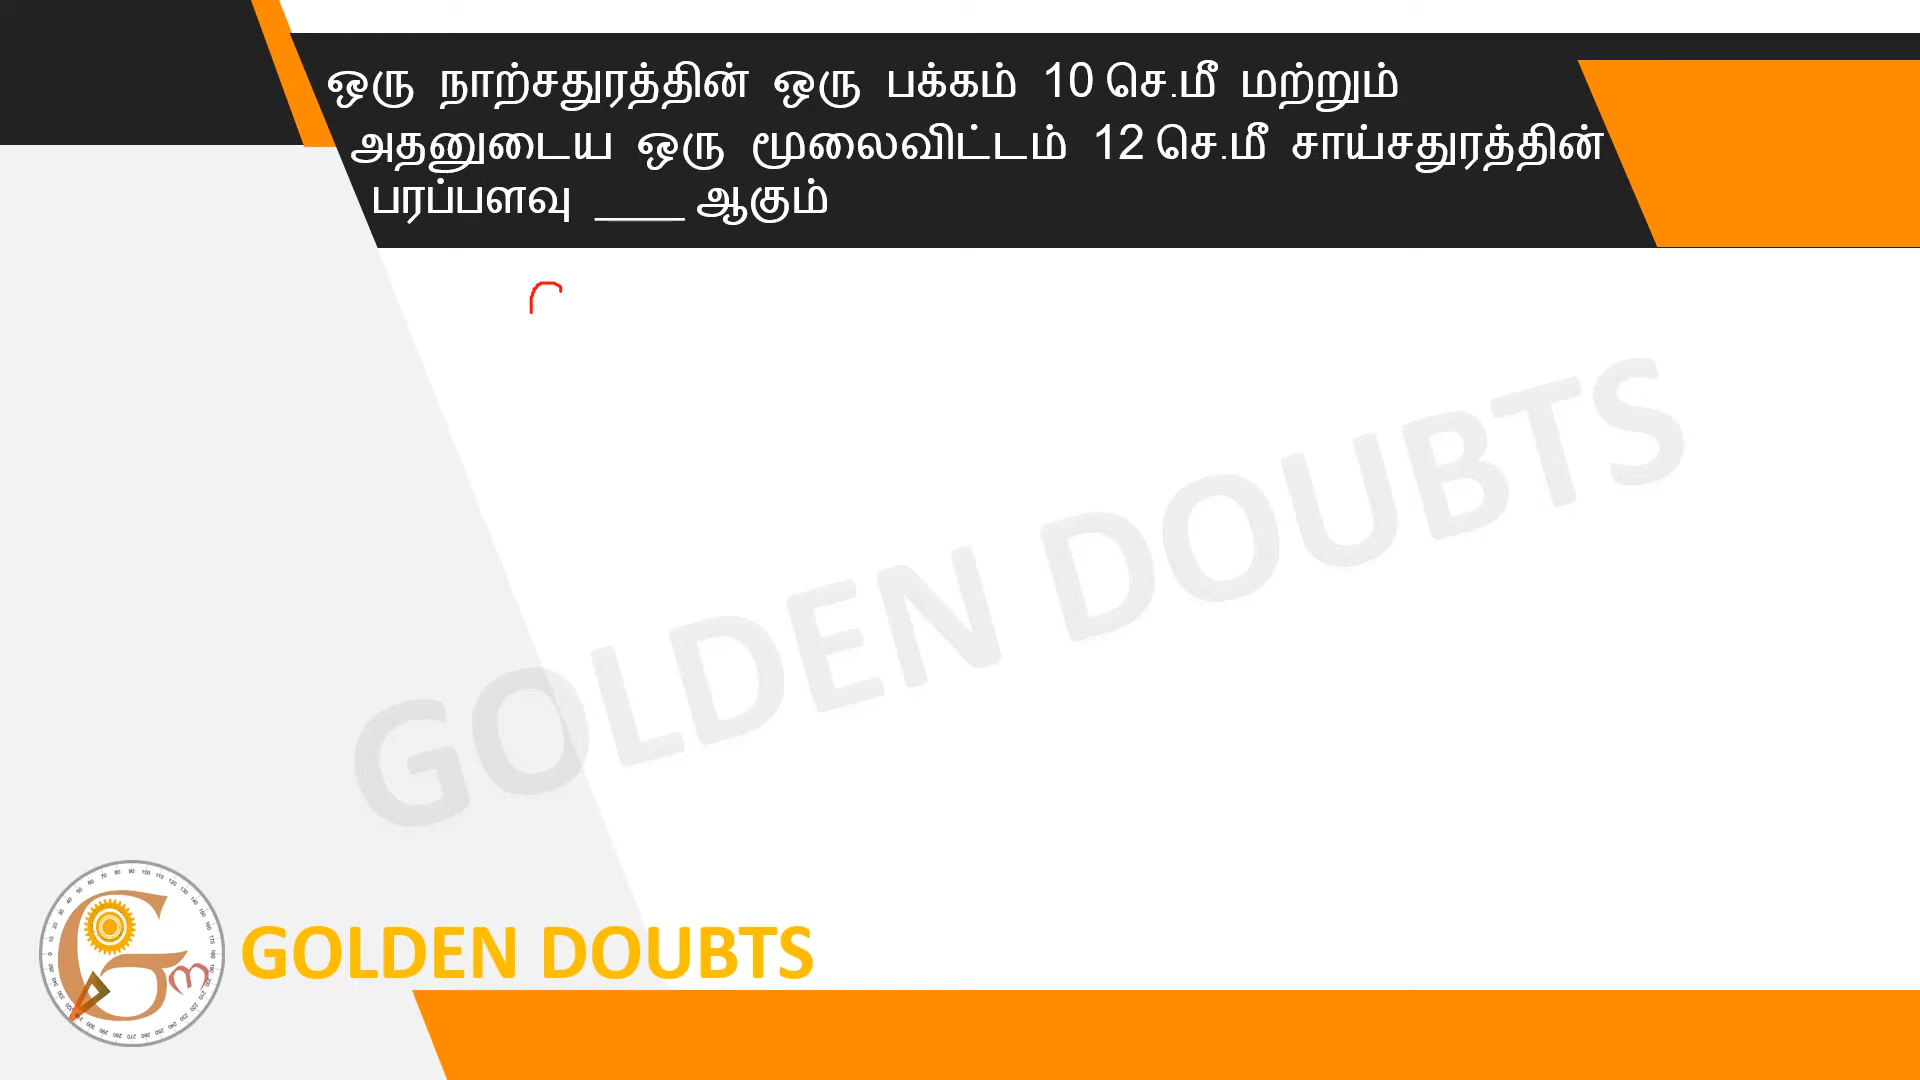 ஒரு நாற்சதுரத்தின் ஒரு பக்கம் 10 செ.மீ மற்றும்
அதனுடைய ஒரு மூலைவிட்டம் 12 செ.மீ சாய்சதுரத்தின்
பரப்பளவு ____ ஆகும்
GOLDEN DOUBTS
GOLDEN DOUBTS